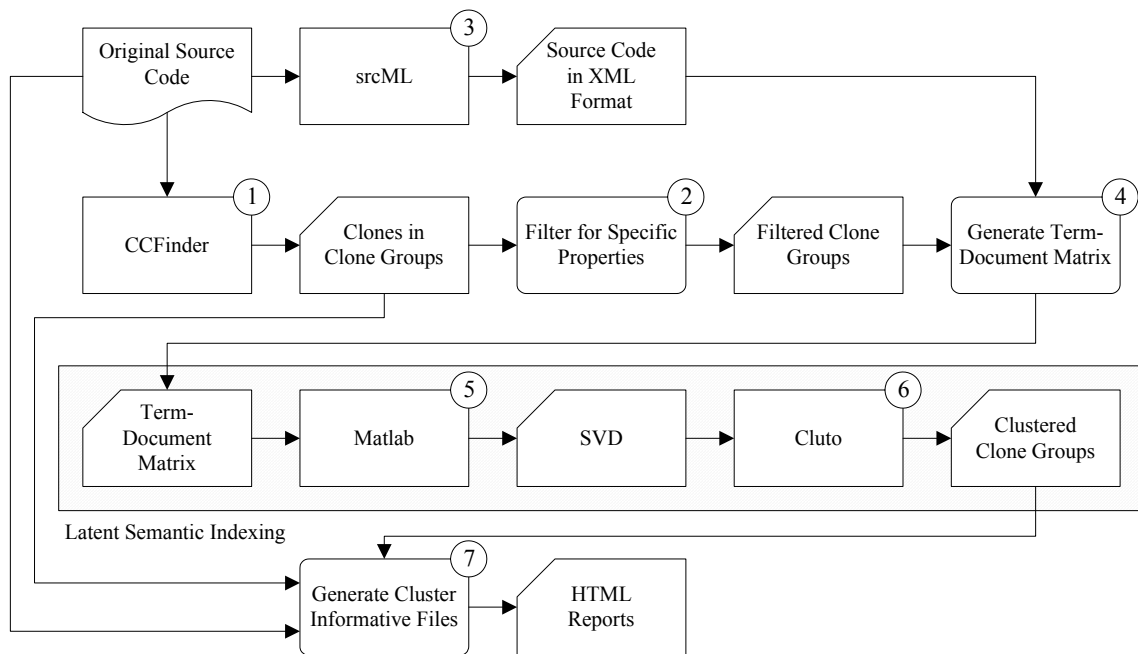 3
Original Source
Code
srcML
Source Code
in XML
Format
1
2
4
CCFinder
Clones in
Clone Groups
Filter for Specific
Properties
Filtered Clone
Groups
Generate Term-
Document Matrix
5
6
Term-
Document
Matrix
Matlab
SVD
Cluto
Clustered
Clone Groups
Latent Semantic Indexing
7
Generate Cluster
Informative Files
HTML
Reports